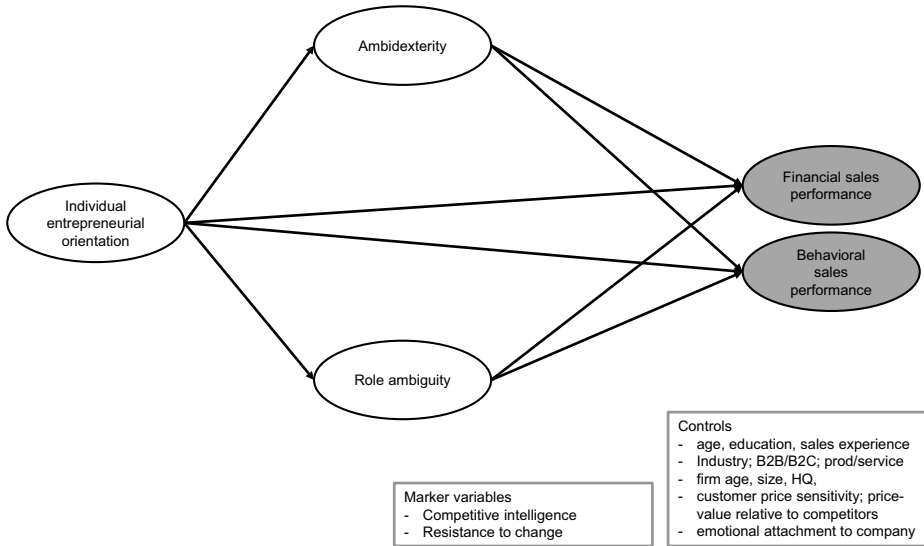 Ambidexterity
Financial sales
performance
Individual
entrepreneurial
orientation
Behavioral
sales
performance
Role ambiguity
Controls
- age, education, sales experience
- Industry; B2B/B2C; prod/service
- firm age, size, HQ,
- customer price sensitivity; price-
value relative to competitors
- emotional attachment to company
Marker variables
- Competitive intelligence
- Resistance to change